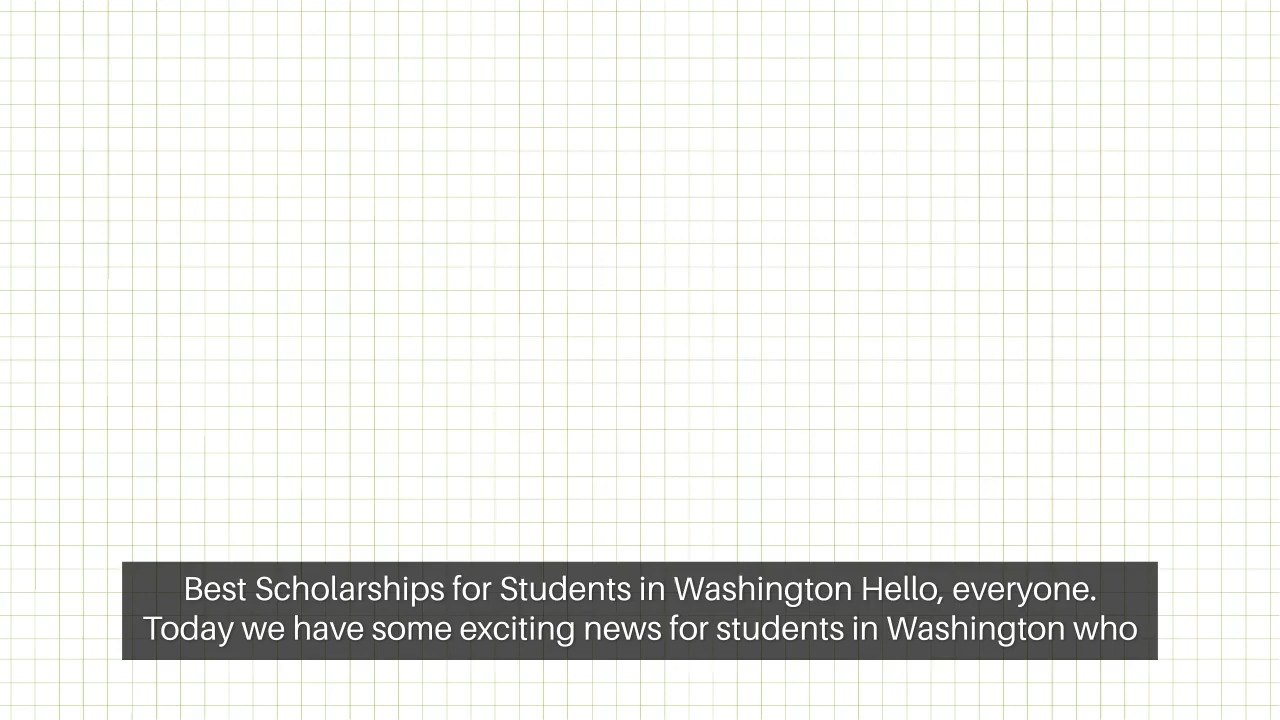 Best Scholarships for Students in Washington Hello, everyone.
Today we have some exciting news for students in Washington who